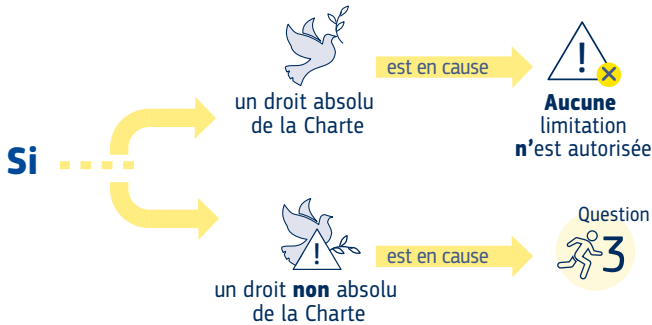 Si
un droit absolu
de la Charte
est en cause
!
Aucune
limitation
n'est autorisée
!
un droit non absolu
de la Charte
est en cause
Question
3